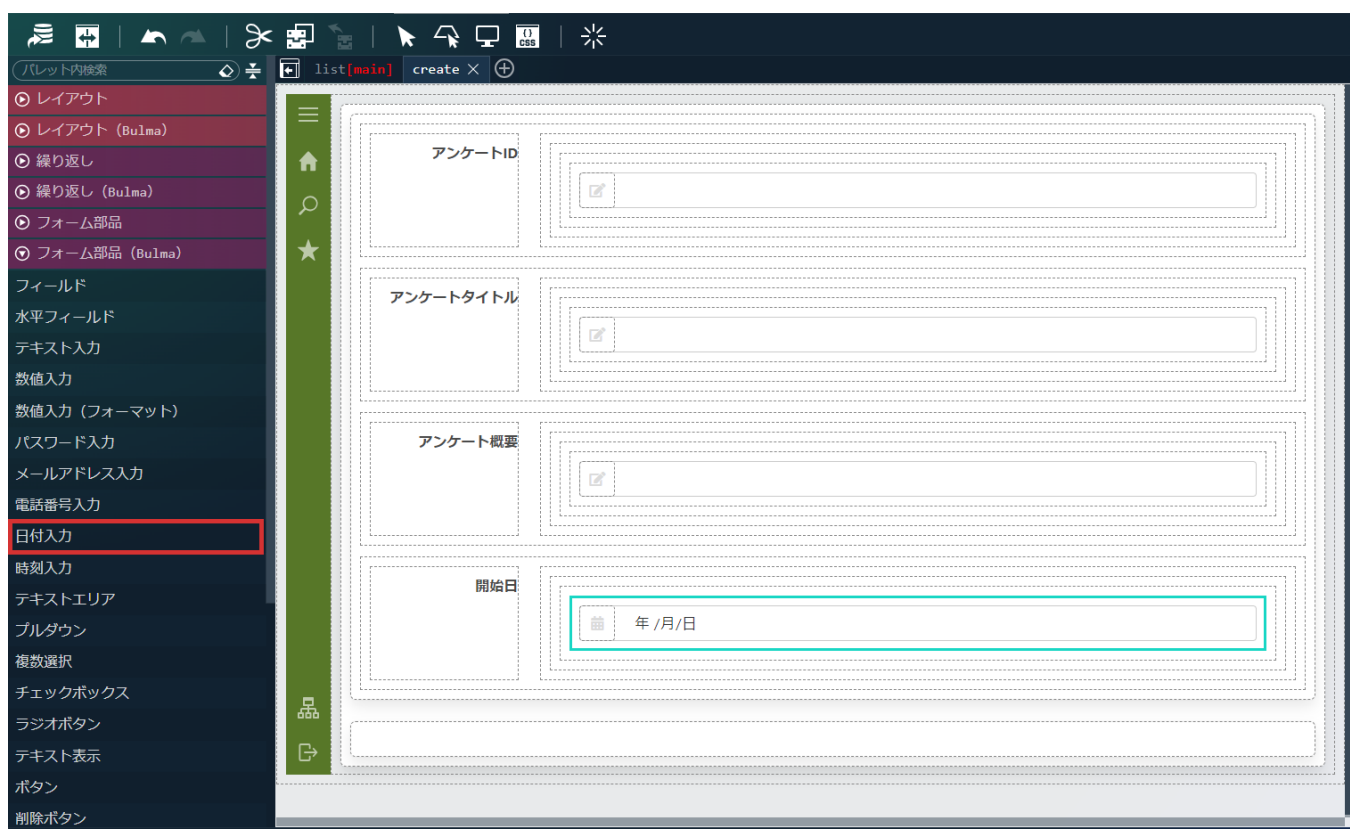 {} CSS
パレット内検索
list[main] create ×
レイアウト
レイアウト (Bulma)
繰り返し
繰り返し (Bulma)
フォーム部品
フォーム部品 (Bulma)
フィールド
水平フィールド
テキスト入力
数値入力
数値入力 (フォーマット)
パスワード入力
メールアドレス入力
電話番号入力
日付入力
時刻入力
テキストエリア
プルダウン
複数選択
チェックボックス
ラジオボタン
テキスト表示
ボタン
削除ボタン
アンケートID
アンケートタイトル
アンケート概要
開始日
年 /月/日